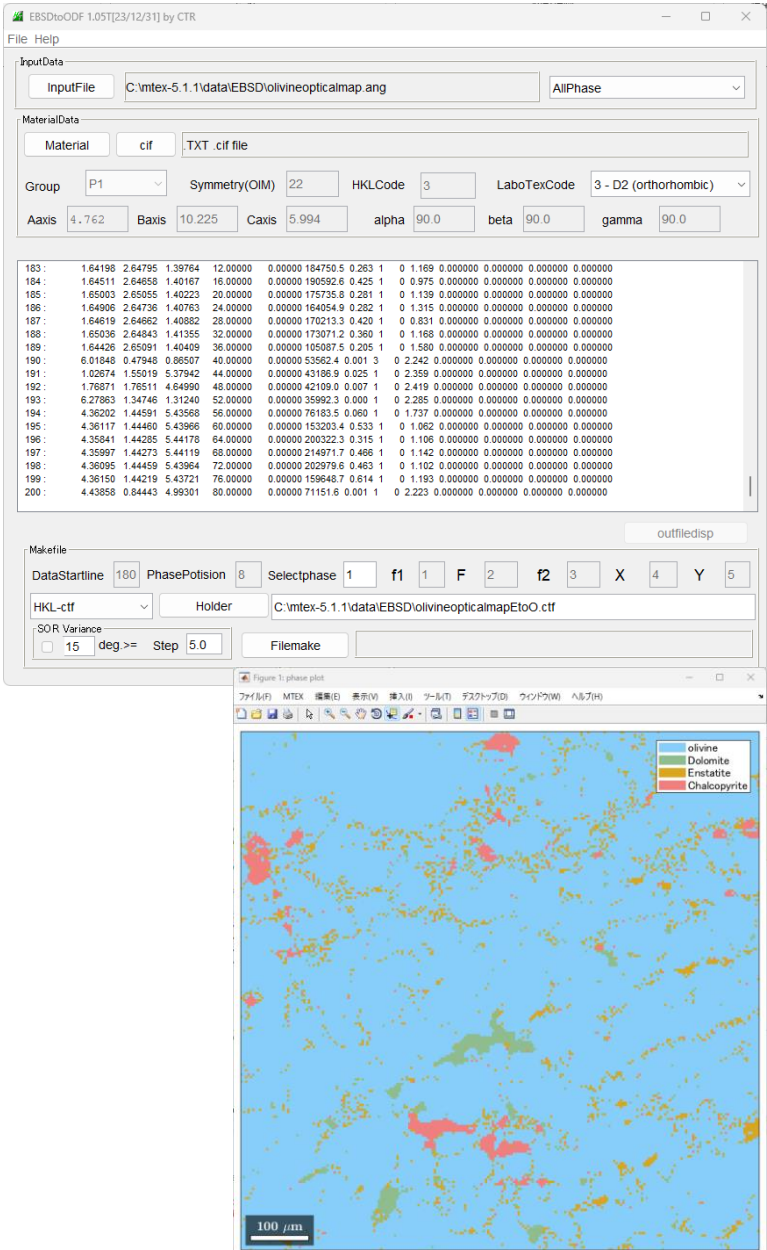 EBSDtoODF 1.05T[23/12/31] by CTR
File Help
InputData
InputFile C:\mtex-5.1.1\data\EBSD\olivineopticalmap.ang AllPhase
MaterialData
Material cif .TXT .cif file
Group P1 Symmetry(OIM) 22 HKLCode 3 LaboTexCode 3 - D2 (orthorhombic)
Aaxis 4.762 Baxis 10.225 Caxis 5.994 alpha 90.0 beta 90.0 gamma 90.0
183 : 1.64198 2.64795 1.39764 12.00000 0.00000 184750.5 0.263 1 0 1.169 0.000000 0.000000 0.000000 0.000000
184 : 1.64511 2.64658 1.40167 16.00000 0.00000 190592.6 0.425 1 0 0.975 0.000000 0.000000 0.000000 0.000000
185 : 1.65003 2.65055 1.40223 20.00000 0.00000 175735.8 0.281 1 0 1.139 0.000000 0.000000 0.000000 0.000000
186 : 1.64906 2.64736 1.40763 24.00000 0.00000 164054.9 0.282 1 0 1.315 0.000000 0.000000 0.000000 0.000000
187 : 1.64619 2.64662 1.40882 28.00000 0.00000 170213.3 0.420 1 0 0.831 0.000000 0.000000 0.000000 0.000000
188 : 1.65036 2.64843 1.41355 32.00000 0.00000 173071.2 0.360 1 0 1.168 0.000000 0.000000 0.000000 0.000000
189 : 1.64426 2.65091 1.40409 36.00000 0.00000 105087.5 0.205 1 0 1.580 0.000000 0.000000 0.000000 0.000000
190 : 6.01848 0.47948 0.86507 40.00000 0.00000 53562.4 0.001 3 0 2.242 0.000000 0.000000 0.000000 0.000000
191 : 1.02674 1.55019 5.37942 44.00000 0.00000 43186.9 0.025 1 0 2.359 0.000000 0.000000 0.000000 0.000000
192 : 1.76871 1.76511 4.64990 48.00000 0.00000 42109.0 0.007 1 0 2.419 0.000000 0.000000 0.000000 0.000000
193 : 6.27863 1.34746 1.31240 52.00000 0.00000 35992.3 0.000 1 0 2.285 0.000000 0.000000 0.000000 0.000000
194 : 4.36202 1.44591 5.43568 56.00000 0.00000 76183.5 0.060 1 0 1.737 0.000000 0.000000 0.000000 0.000000
195 : 4.36117 1.44460 5.43966 60.00000 0.00000 153203.4 0.533 1 0 1.062 0.000000 0.000000 0.000000 0.000000
196 : 4.35841 1.44285 5.44178 64.00000 0.00000 200322.3 0.315 1 0 1.106 0.000000 0.000000 0.000000 0.000000
197 : 4.35997 1.44273 5.44119 68.00000 0.00000 214971.7 0.466 1 0 1.142 0.000000 0.000000 0.000000 0.000000
198 : 4.36095 1.44459 5.43964 72.00000 0.00000 202979.6 0.463 1 0 1.102 0.000000 0.000000 0.000000 0.000000
199 : 4.36150 1.44219 5.43721 76.00000 0.00000 159648.7 0.614 1 0 1.193 0.000000 0.000000 0.000000 0.000000
200 : 4.43858 0.84443 4.99301 80.00000 0.00000 71151.6 0.001 1 0 2.223 0.000000 0.000000 0.000000 0.000000
outfiledisp
Makefile
DataStartline 180 PhasePotision 8 Selectphase 1 f1 1 F 2 f2 3 X 4 Y 5
HKL-ctf Holder C:\mtex-5.1.1\data\EBSD\olivineopticalmapEtoO.ctf
SOR Variance
15 deg.>= Step 5.0 Filemake
Figure 1: phase plot
ファイル(F) MTEX 編集(E) 表示(V) 挿入(I) ツール(T) デスクトップ(D) ウィンドウ(W) ヘルプ(H)
olivine
Dolomite
Enstatite
Chalcopyrite
100 μm